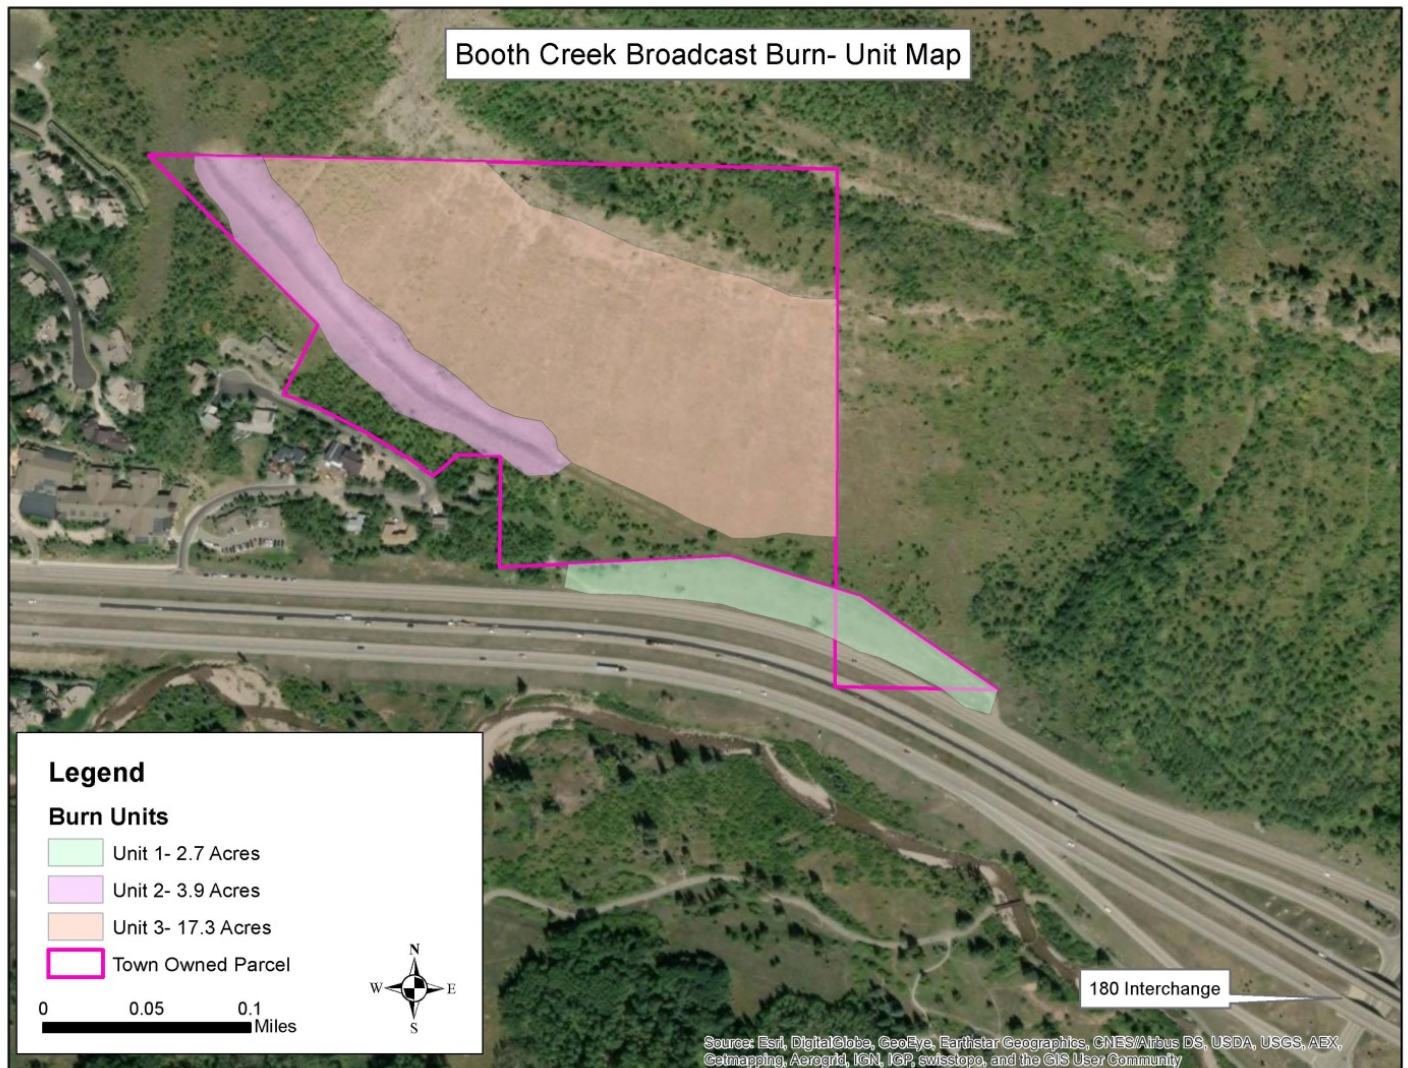 Booth Creek Broadcast Burn- Unit Map
Legend
Burn Units
Unit 1- 2.7 Acres
Unit 2- 3.9 Acres
Unit 3- 17.3 Acres
Town Owned Parcel
N
W E
S
0 0.05 0.1
Miles
180 Interchange
Source: Esri, DigitalGlobe, GeoEye, Earthstar Geographics, CNES/Airbus DS, USDA, USGS, AEX,
Getmapping, Aerogrid, IGN, IGP, swisstopo, and the GIS User Community